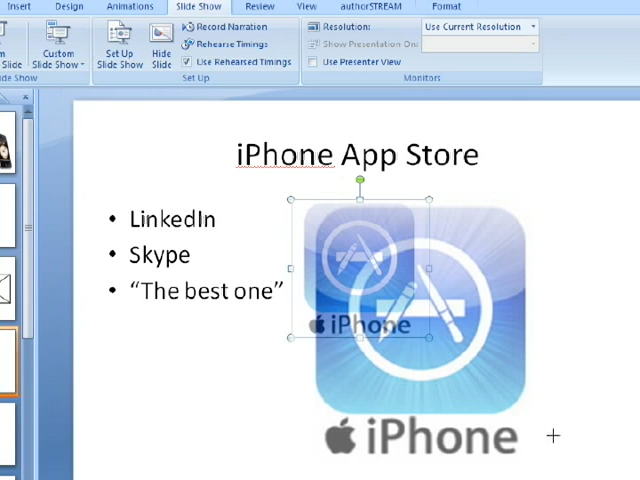 Insert Design Animations Slide Show Review View authorSTREAM Format
Custom Slide Show
Set Up Slide Show
Hide Slide
Record Narration
Rehearse Timings
Use Rehearsed Timings
Resolution: Use Current Resolution
Show Presentation On:
Use Presenter View
Slide
Slide Show
Set Up
Monitors
iPhone App Store
• LinkedIn
• Skype
• “The best one”
iPhone
iPhone